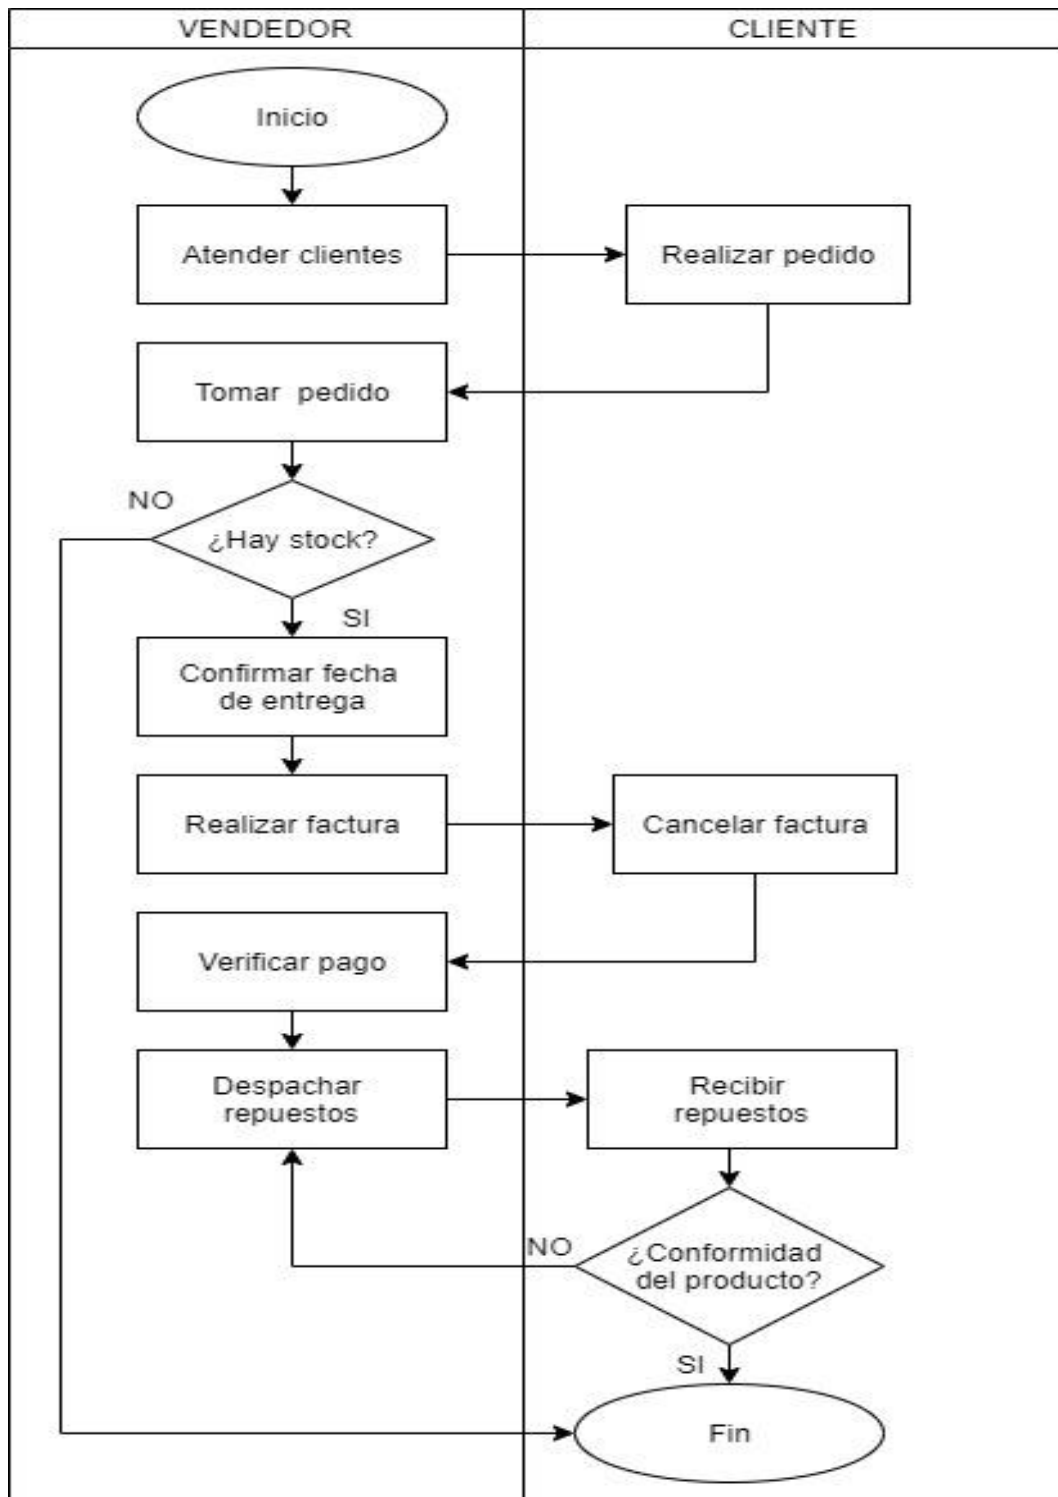 VENDEDOR
CLIENTE
Inicio
Atender clientes
Realizar pedido
Tomar pedido
NO
¿Hay stock?
SI
Confirmar fecha
de entrega
Realizar factura
Cancelar factura
Verificar pago
Despachar
repuestos
Recibir
repuestos
NO
¿Conformidad
del producto?
SI
Fin